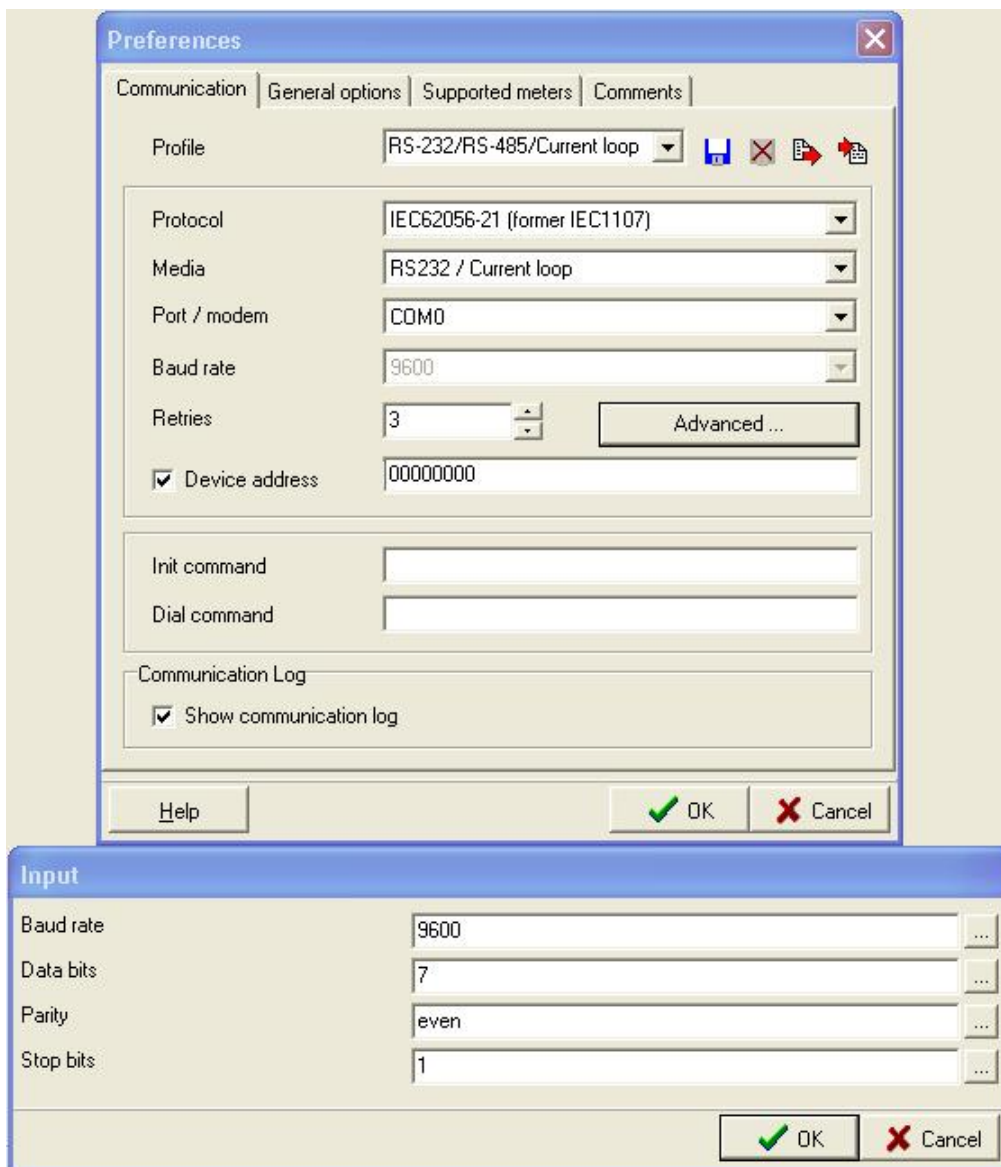 Preferences
Communication General options Supported meters Comments
Profile RS-232/RS-485/Current loop
Protocol IEC62056-21 (former IEC1107)
Media RS232 / Current loop
Port / modem COM0
Baud rate 9600
Retries 3 Advanced ...
Device address 00000000
Init command
Dial command
Communication Log
Show communication log
Help OK Cancel
Input
Baud rate 9600 ...
Data bits 7 ...
Parity even ...
Stop bits 1 ...
OK Cancel